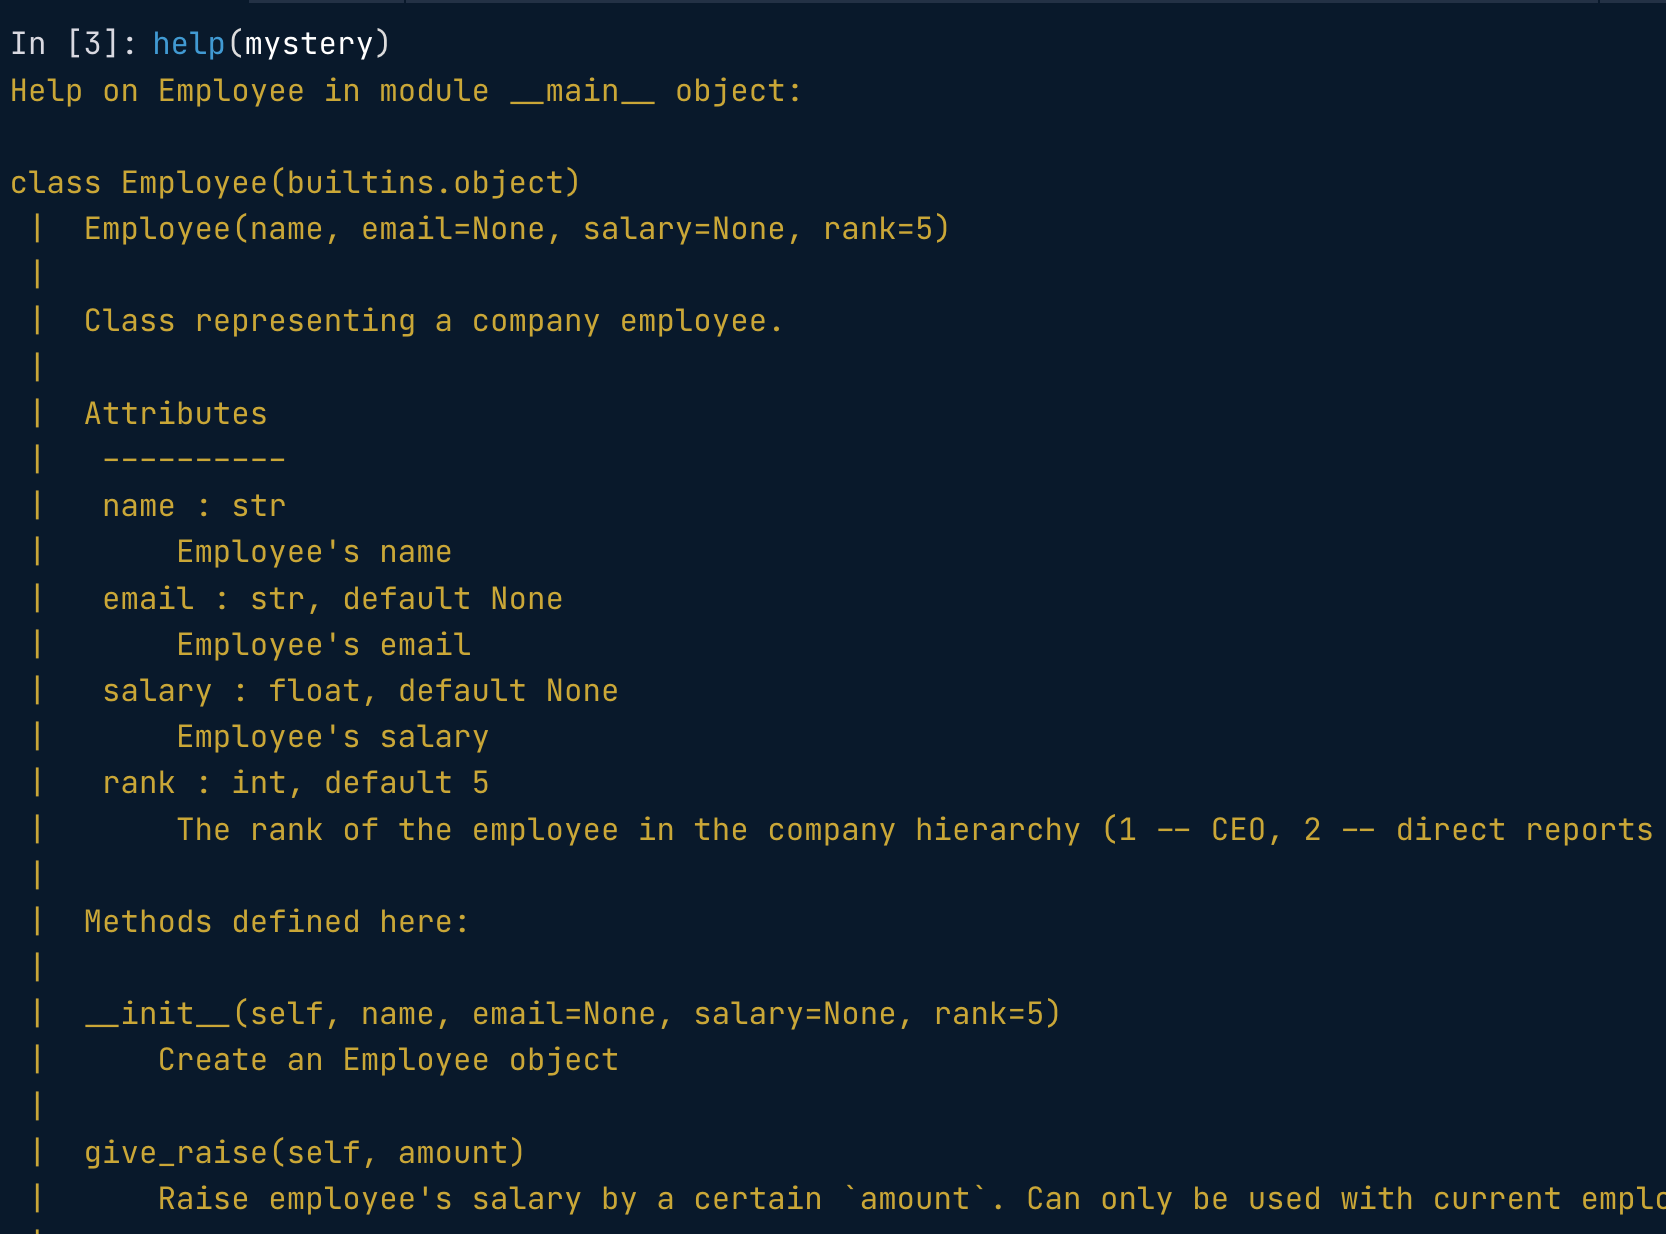 In [3]: help(mystery)
Help on Employee in module __main__ object:

class Employee(builtins.object)
 |  Employee(name, email=None, salary=None, rank=5)
 |
 |  Class representing a company employee.
 |
 |  Attributes
 |   ----------
 |   name : str
 |       Employee's name
 |   email : str, default None
 |       Employee's email
 |   salary : float, default None
 |       Employee's salary
 |   rank : int, default 5
 |       The rank of the employee in the company hierarchy (1 -- CEO, 2 -- direct reports
 |
 |  Methods defined here:
 |
 |  __init__(self, name, email=None, salary=None, rank=5)
 |      Create an Employee object
 |
 |  give_raise(self, amount)
 |      Raise employee's salary by a certain `amount`. Can only be used with current